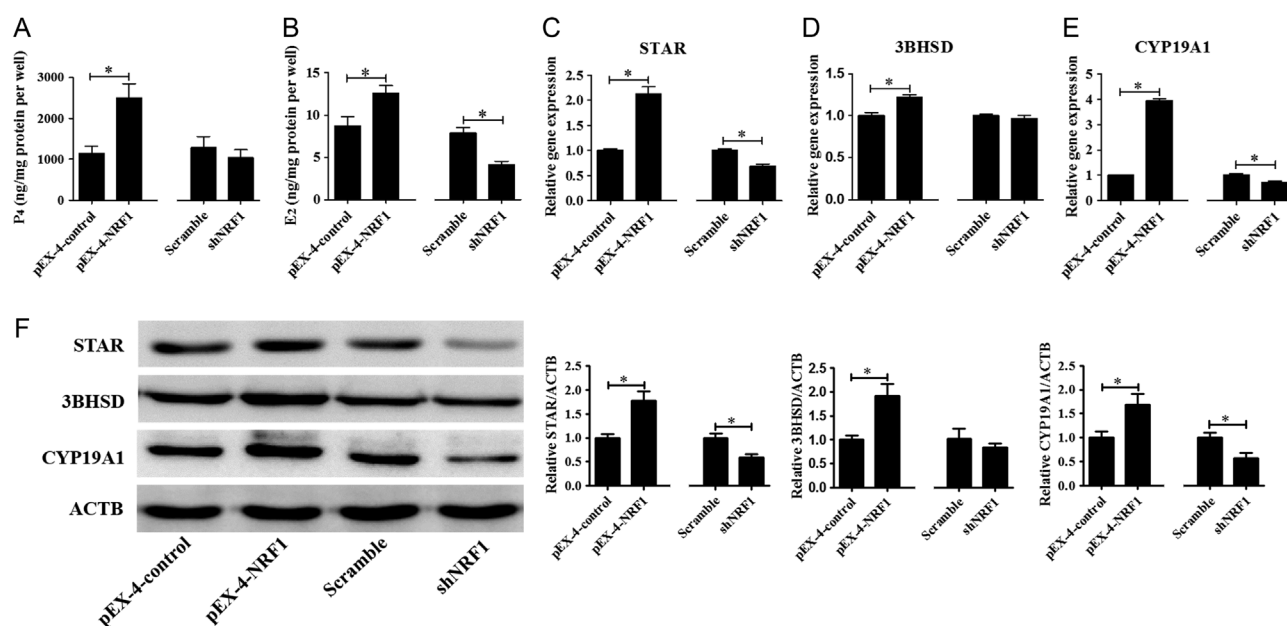 A
P4 (ng/mg protein per well)
3000
2000
1000
0
*
pEX-4-control
pEX-4-NRF1
Scramble
shNRF1
B
E2 (ng/mg protein per well)
15
10
5
0
*
*
pEX-4-control
pEX-4-NRF1
Scramble
shNRF1
C
STAR
Relative gene expression
2.5
2.0
1.5
1.0
0.5
0.0
*
*
pEX-4-control
pEX-4-NRF1
Scramble
shNRF1
D
3BHSD
Relative gene expression
2.0
1.5
1.0
0.5
0.0
*
pEX-4-control
pEX-4-NRF1
Scramble
shNRF1
E
CYP19A1
Relative gene expression
5
4
3
2
1
0
*
*
pEX-4-control
pEX-4-NRF1
Scramble
shNRF1
F
STAR
3BHSD
CYP19A1
ACTB
pEX-4-control
pEX-4-NRF1
Scramble
shNRF1
Relative STAR/ACTB
2.5
2.0
1.5
1.0
0.5
0.0
*
*
pEX-4-control
pEX-4-NRF1
Scramble
shNRF1
Relative 3BHSD/ACTB
2.5
2.0
1.5
1.0
0.5
0.0
*
pEX-4-control
pEX-4-NRF1
Scramble
shNRF1
Relative CYP19A1/ACTB
2.5
2.0
1.5
1.0
0.5
0.0
*
*
pEX-4-control
pEX-4-NRF1
Scramble
shNRF1